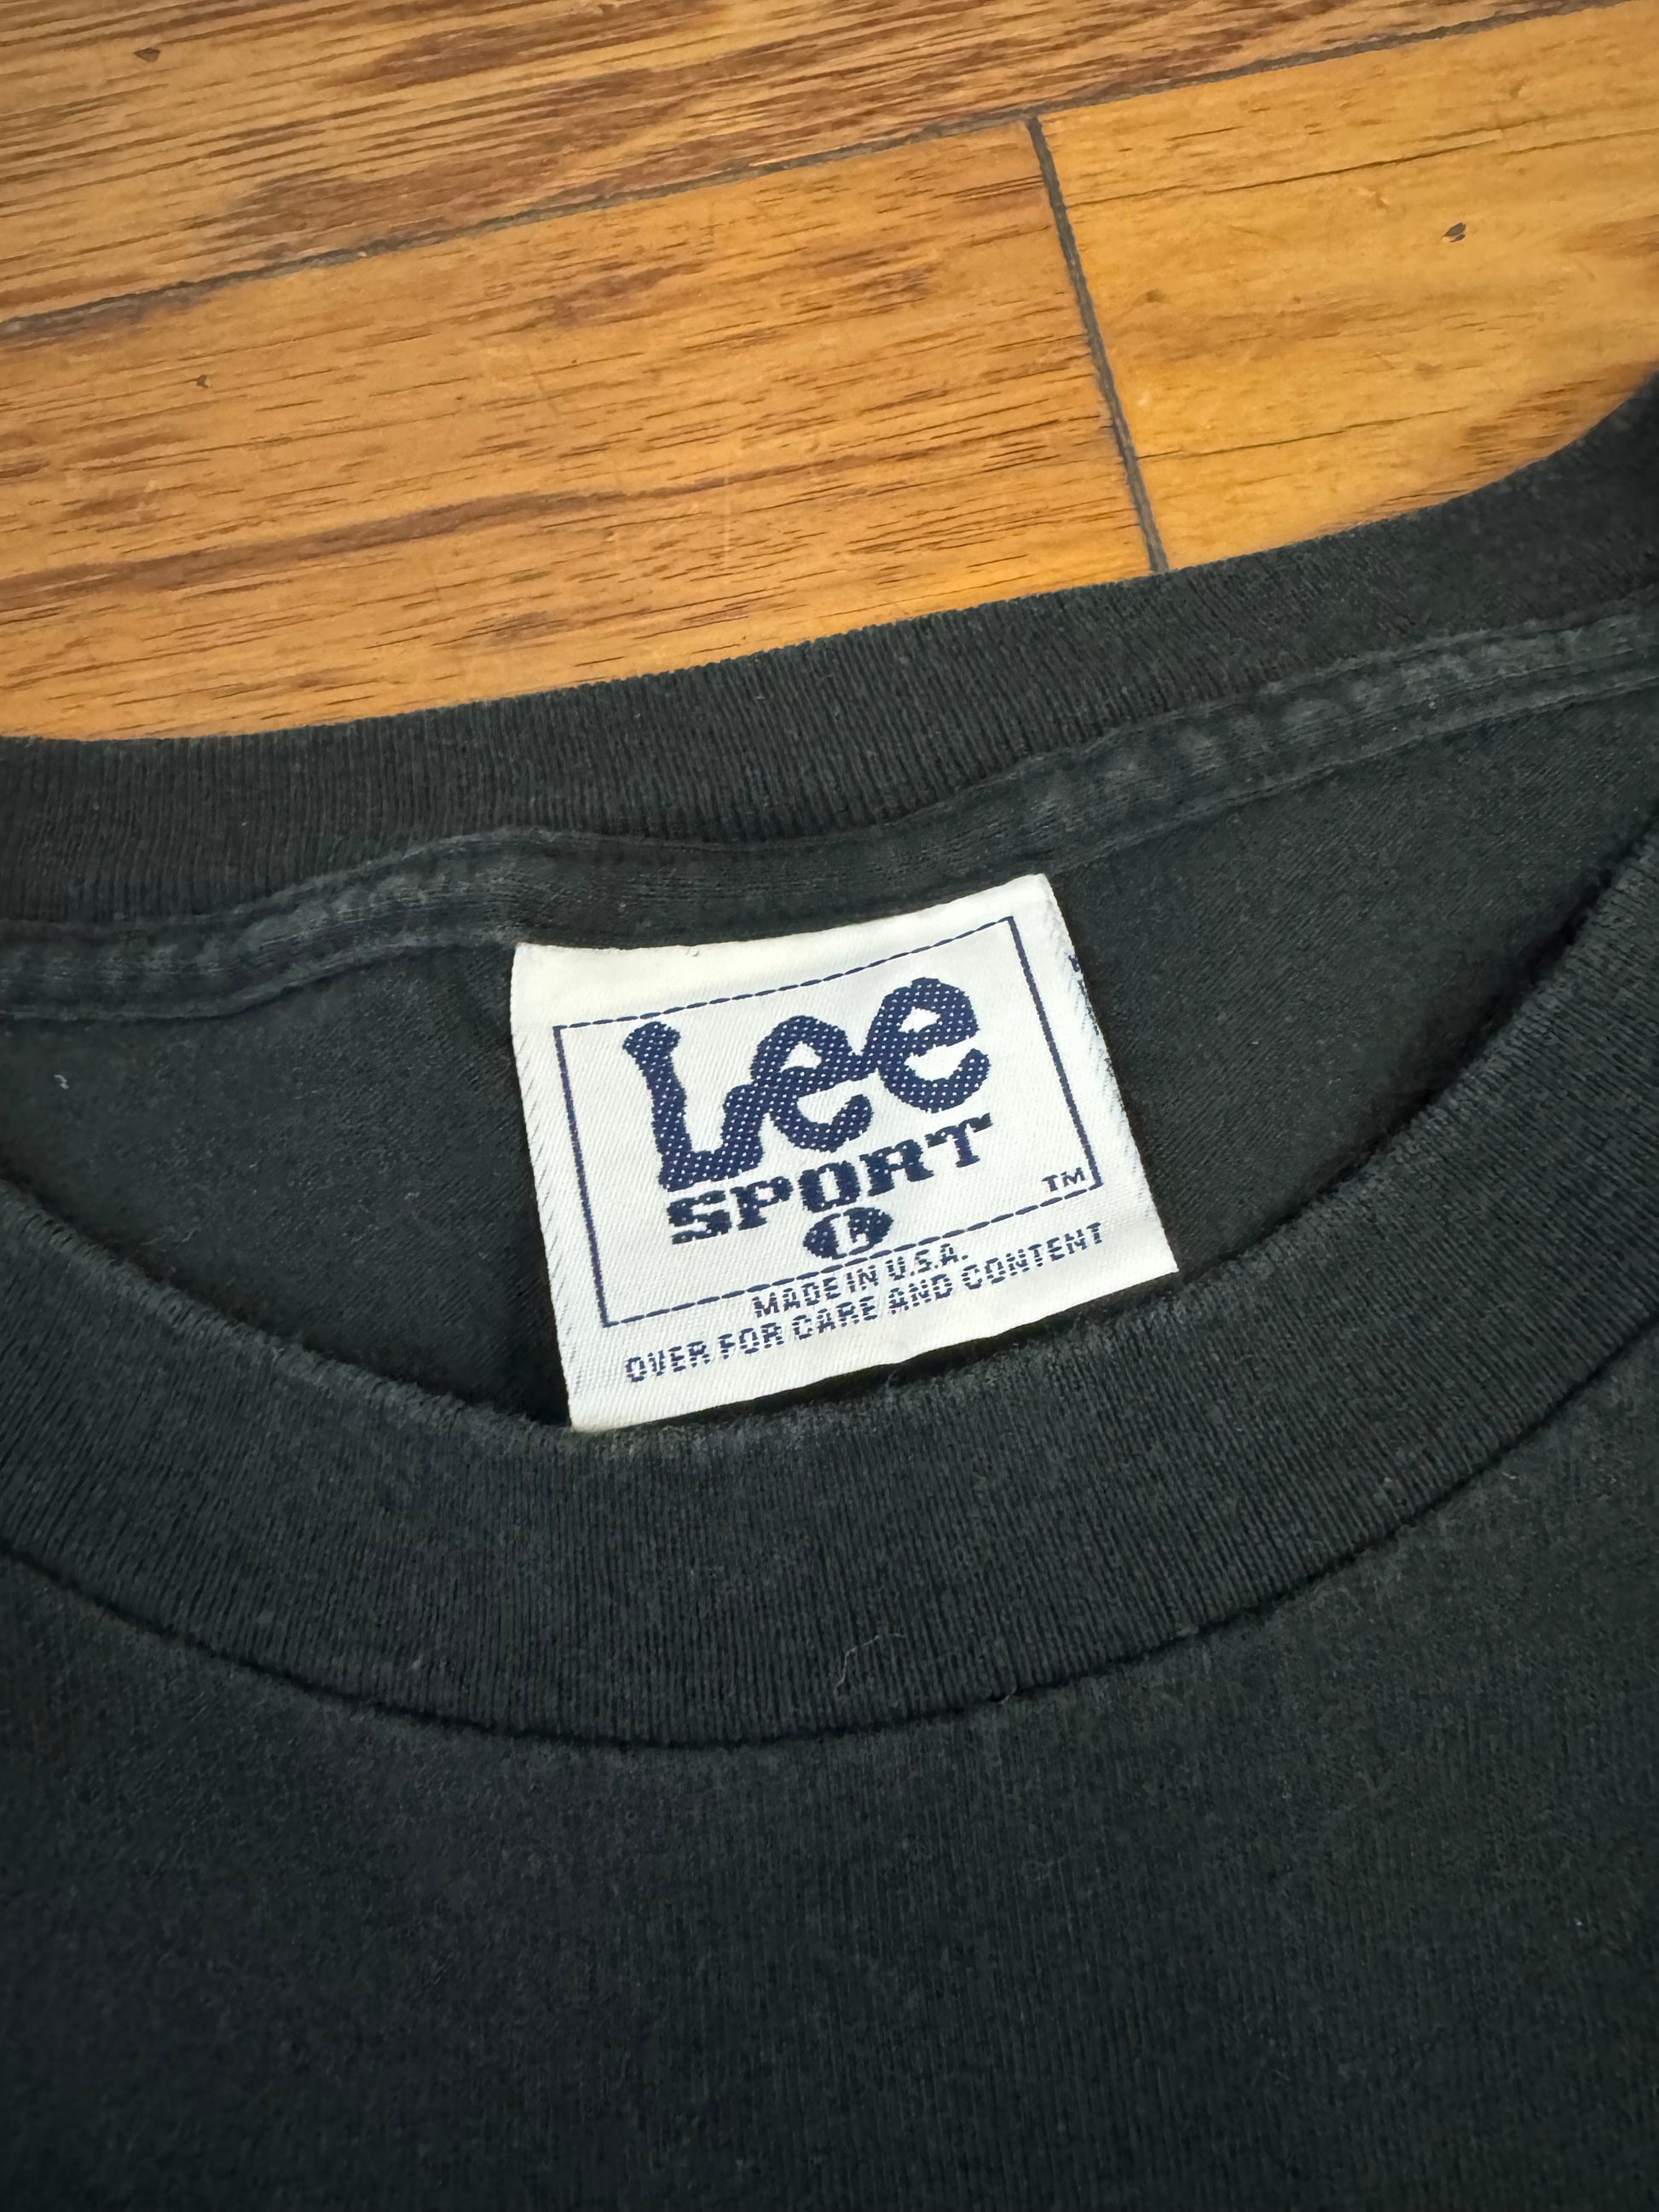 Lee
SPORT
TM
L
MADE IN U.S.A.
OVER FOR CARE AND CONTENT